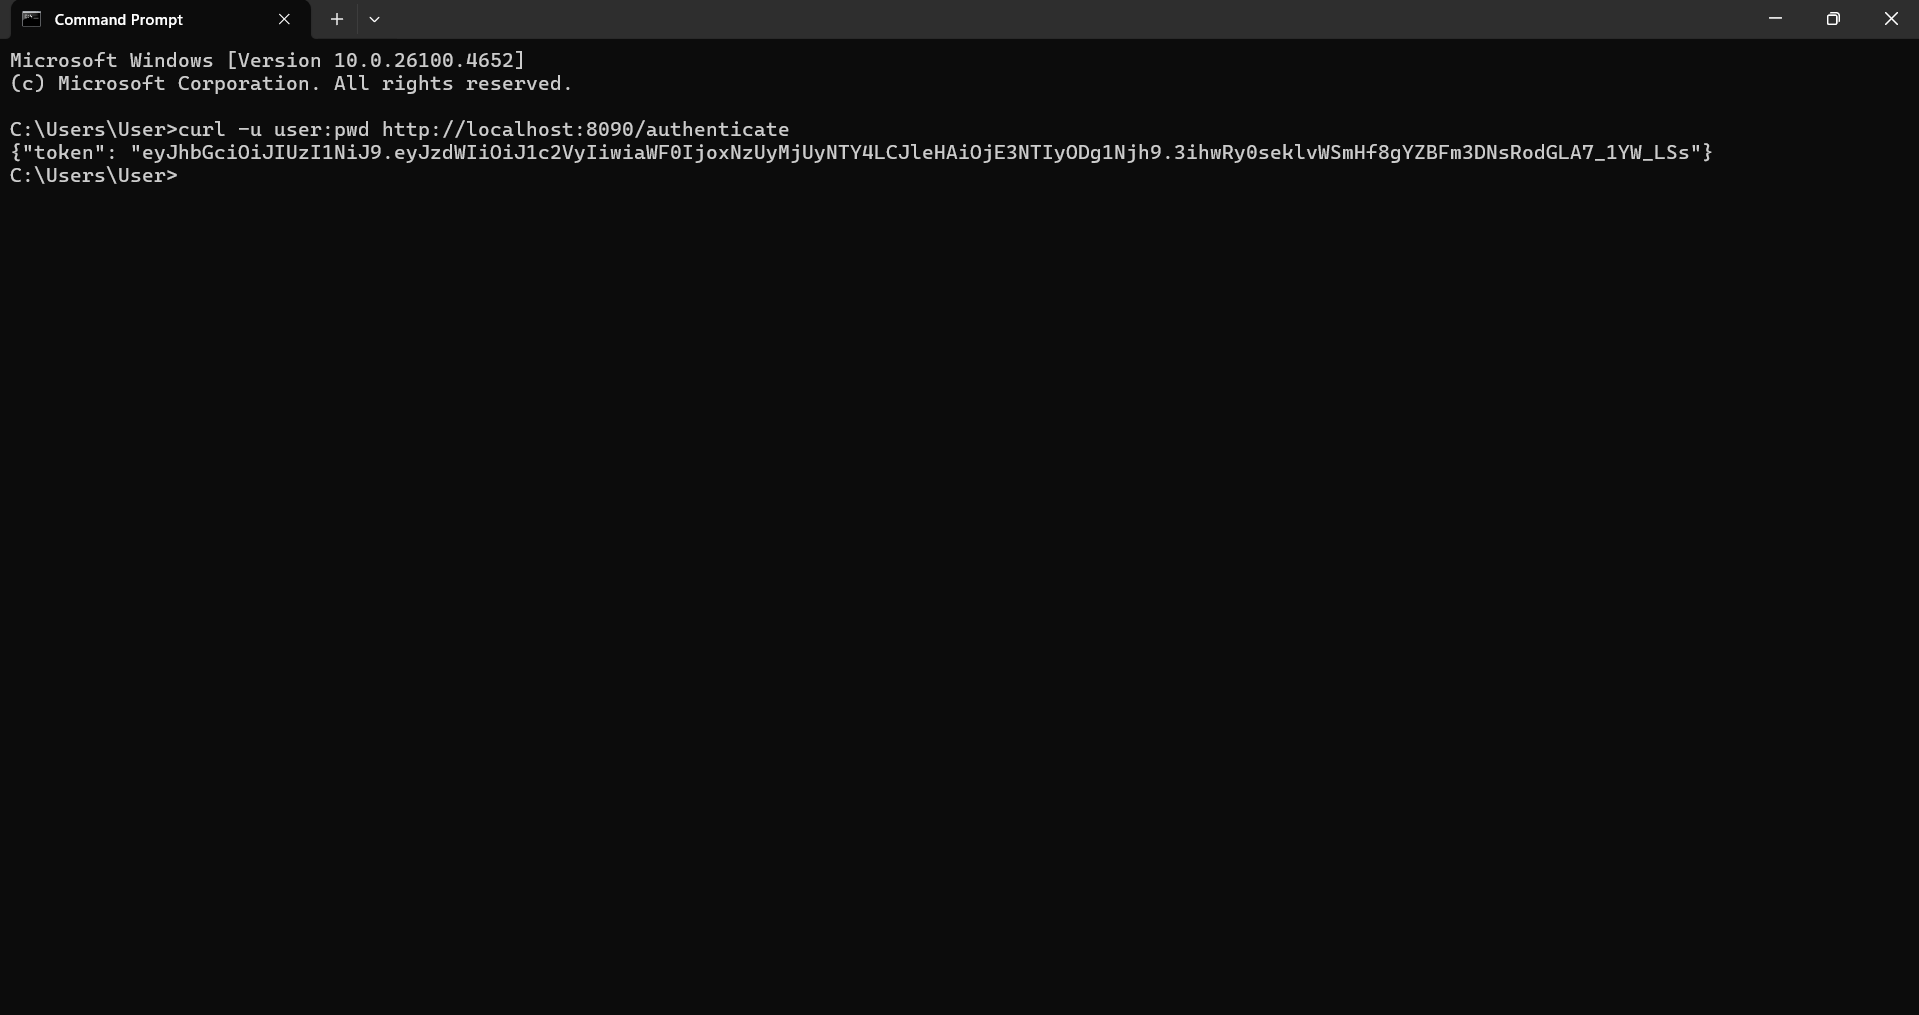 Command Prompt
Microsoft Windows [Version 10.0.26100.4652]
(c) Microsoft Corporation. All rights reserved.
C:\Users\User>curl -u user:pwd http://localhost:8090/authenticate
{"token": "eyJhbGciOiJIUzI1NiJ9.eyJzdWIiOiJ1c2VyIiwiaWF0IjoxNzUyMjUyNTY4LCJleHAiOjE3NTIyODg1Njh9.3ihwRy0seklvWSmHf8gYZBFm3DNsRodGLA7_1YW_LSs"}
C:\Users\User>